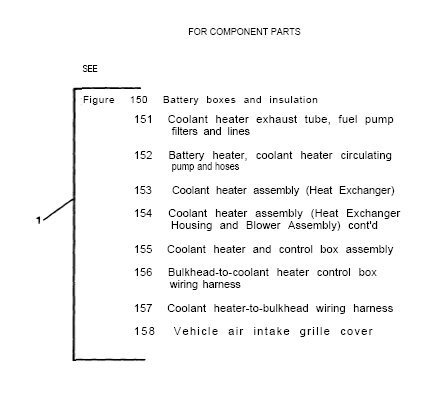 FOR COMPONENT PARTS
SEE
Figure 150 Battery boxes and insulation
151 Coolant heater exhaust tube, fuel pump
filters and lines
152 Battery heater, coolant heater circulating
pump and hoses
153 Coolant heater assembly (Heat Exchanger)
154 Coolant heater assembly (Heat Exchanger
Housing and Blower Assembly) cont'd
155 Coolant heater and control box assembly
156 Bulkhead-to-coolant heater control box
wiring harness
157 Coolant heater-to-bulkhead wiring harness
158 Vehicle air intake grille cover
1